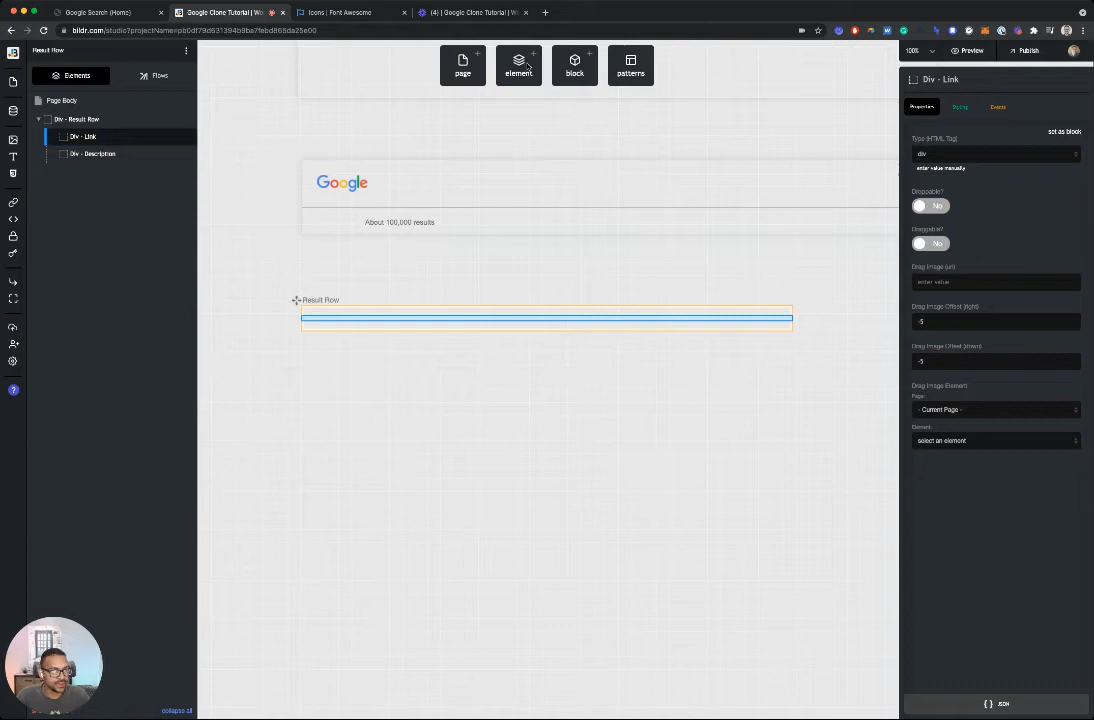 Google Search (Home)
Google Clone Tutorial | Wo
Icons | Font Awesome
(4) | Google Clone Tutorial | W
bildr.com/studio?projectName=pb0df79d631394b9ba7febd865da25e00
Result Row
Elements
Flows
Page Body
Div - Result Row
Div - Link
Div - Description
collapse all
page
element
block
patterns
Google
About 100,000 results
Result Row
100%
Preview
Publish
Div - Link
Properties
Styling
Events
set as block
Type (HTML Tag)
div
enter value manually
Droppable?
No
Draggable?
No
Drag Image (url)
enter value
Drag Image Offset (right)
-5
Drag Image Offset (down)
-5
Drag Image Element
Page:
- Current Page -
Element:
select an element
{ } JSON